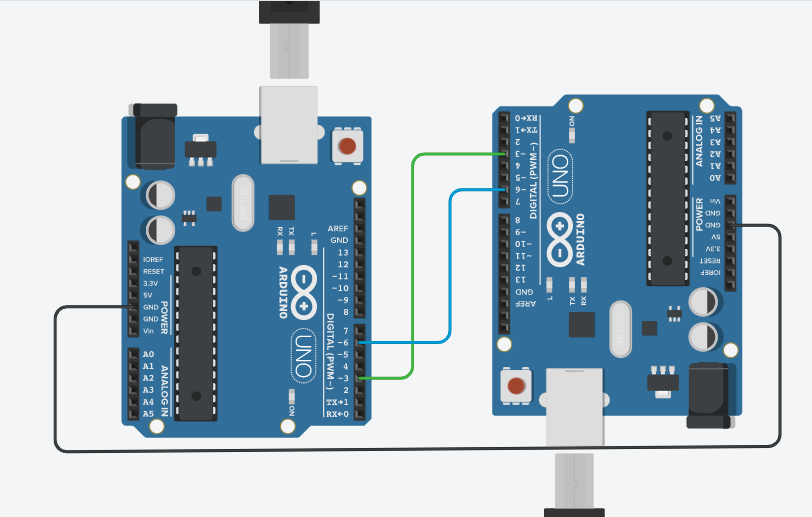 IOREF
RESET
3.3V
5V
GND
GND
Vin
POWER
A0
A1
A2
A3
A4
A5
ANALOG IN
RX
TX
L
ARDUINO
UNO
ON
AREF
GND
13
12
~11
~10
~9
8
7
~6
~5
4
~3
2
TX→1
RX←0
DIGITAL (PWM~)
RX←0
TX→1
2
~3
4
~5
~6
7
8
~9
~10
~11
12
13
GND
AREF
DIGITAL (PWM~)
ON
UNO
ARDUINO
L
TX
RX
ANALOG IN
A5
A4
A3
A2
A1
A0
POWER
Vin
GND
GND
5V
3.3V
RESET
IOREF